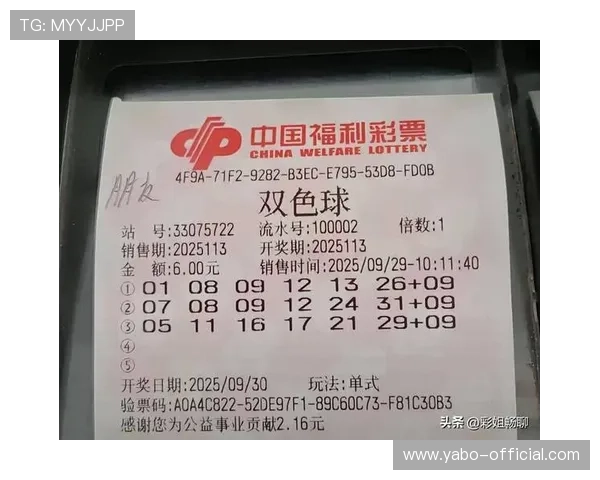 TG: MYYJJPP
中国福利彩票
CHINA WELFARE LOTTERY
4F9A-71F2-9282-B3EC-E795-53D8-FD0B
朋友
双色球
站 号:33075722 流水号:100002 倍数:1
销售期:2025113 开奖期:2025113
金 额:6.00元 销售时间:2025/09/29-10:11:40
① 01 08 09 12 13 26+09
② 07 08 09 12 24 31+09
③ 05 11 16 17 21 29+09
④
⑤
开奖日期:2025/09/30 玩法:单式
验票码:A0A4C822-52DE97F1-89C60C73-F81C30B3
感谢您为公益事业贡献2.16元
头条 @彩姐畅聊
www.yabo-official.com